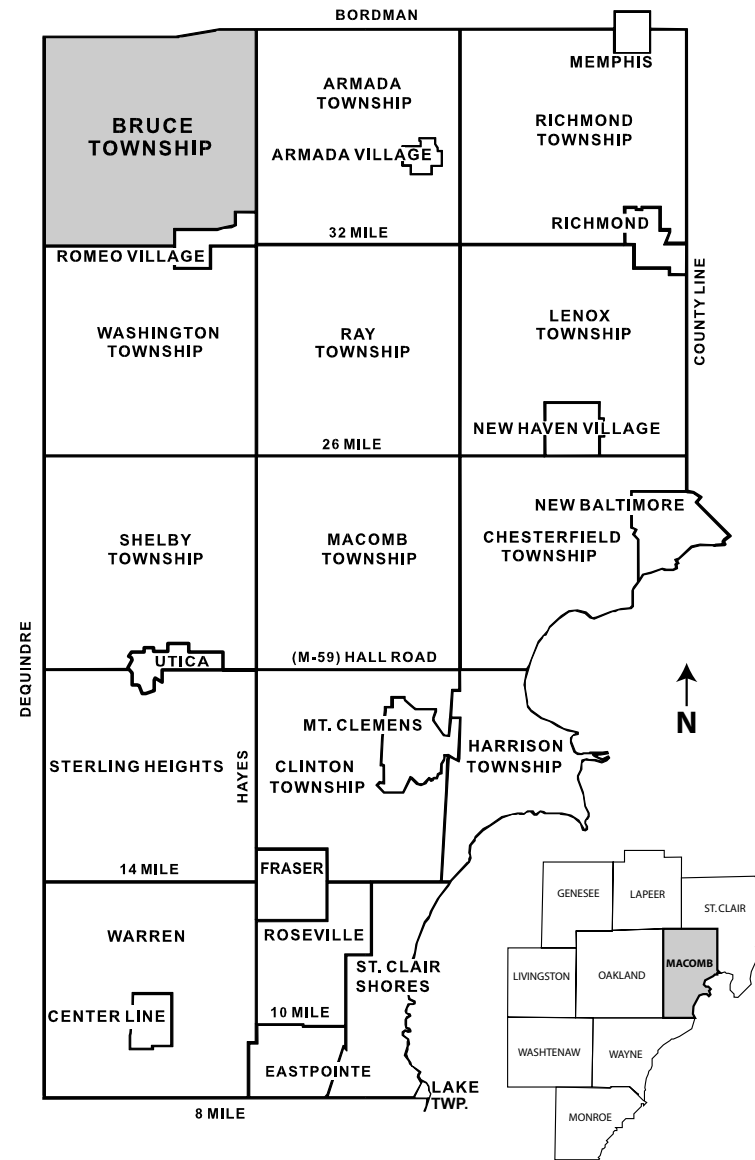 BORDMAN
MEMPHIS
ARMADA
TOWNSHIP
BRUCE
TOWNSHIP
RICHMOND
TOWNSHIP
ARMADA VILLAGE
RICHMOND
32 MILE
ROMEO VILLAGE
COUNTY LINE
WASHINGTON
TOWNSHIP
RAY
TOWNSHIP
LENOX
TOWNSHIP
NEW HAVEN VILLAGE
26 MILE
NEW BALTIMORE
SHELBY
TOWNSHIP
MACOMB
TOWNSHIP
CHESTERFIELD
TOWNSHIP
DEQUINDRE
UTICA
(M-59) HALL ROAD
N
MT. CLEMENS
HARRISON
TOWNSHIP
STERLING HEIGHTS
HAYES
CLINTON
TOWNSHIP
14 MILE
FRASER
WARREN
ROSEVILLE
ST. CLAIR
SHORES
CENTER LINE
10 MILE
EASTPOINTE
LAKE
TWP.
8 MILE
GENESEE
LAPEER
ST. CLAIR
LIVINGSTON
OAKLAND
MACOMB
WASHTENAW
WAYNE
MONROE